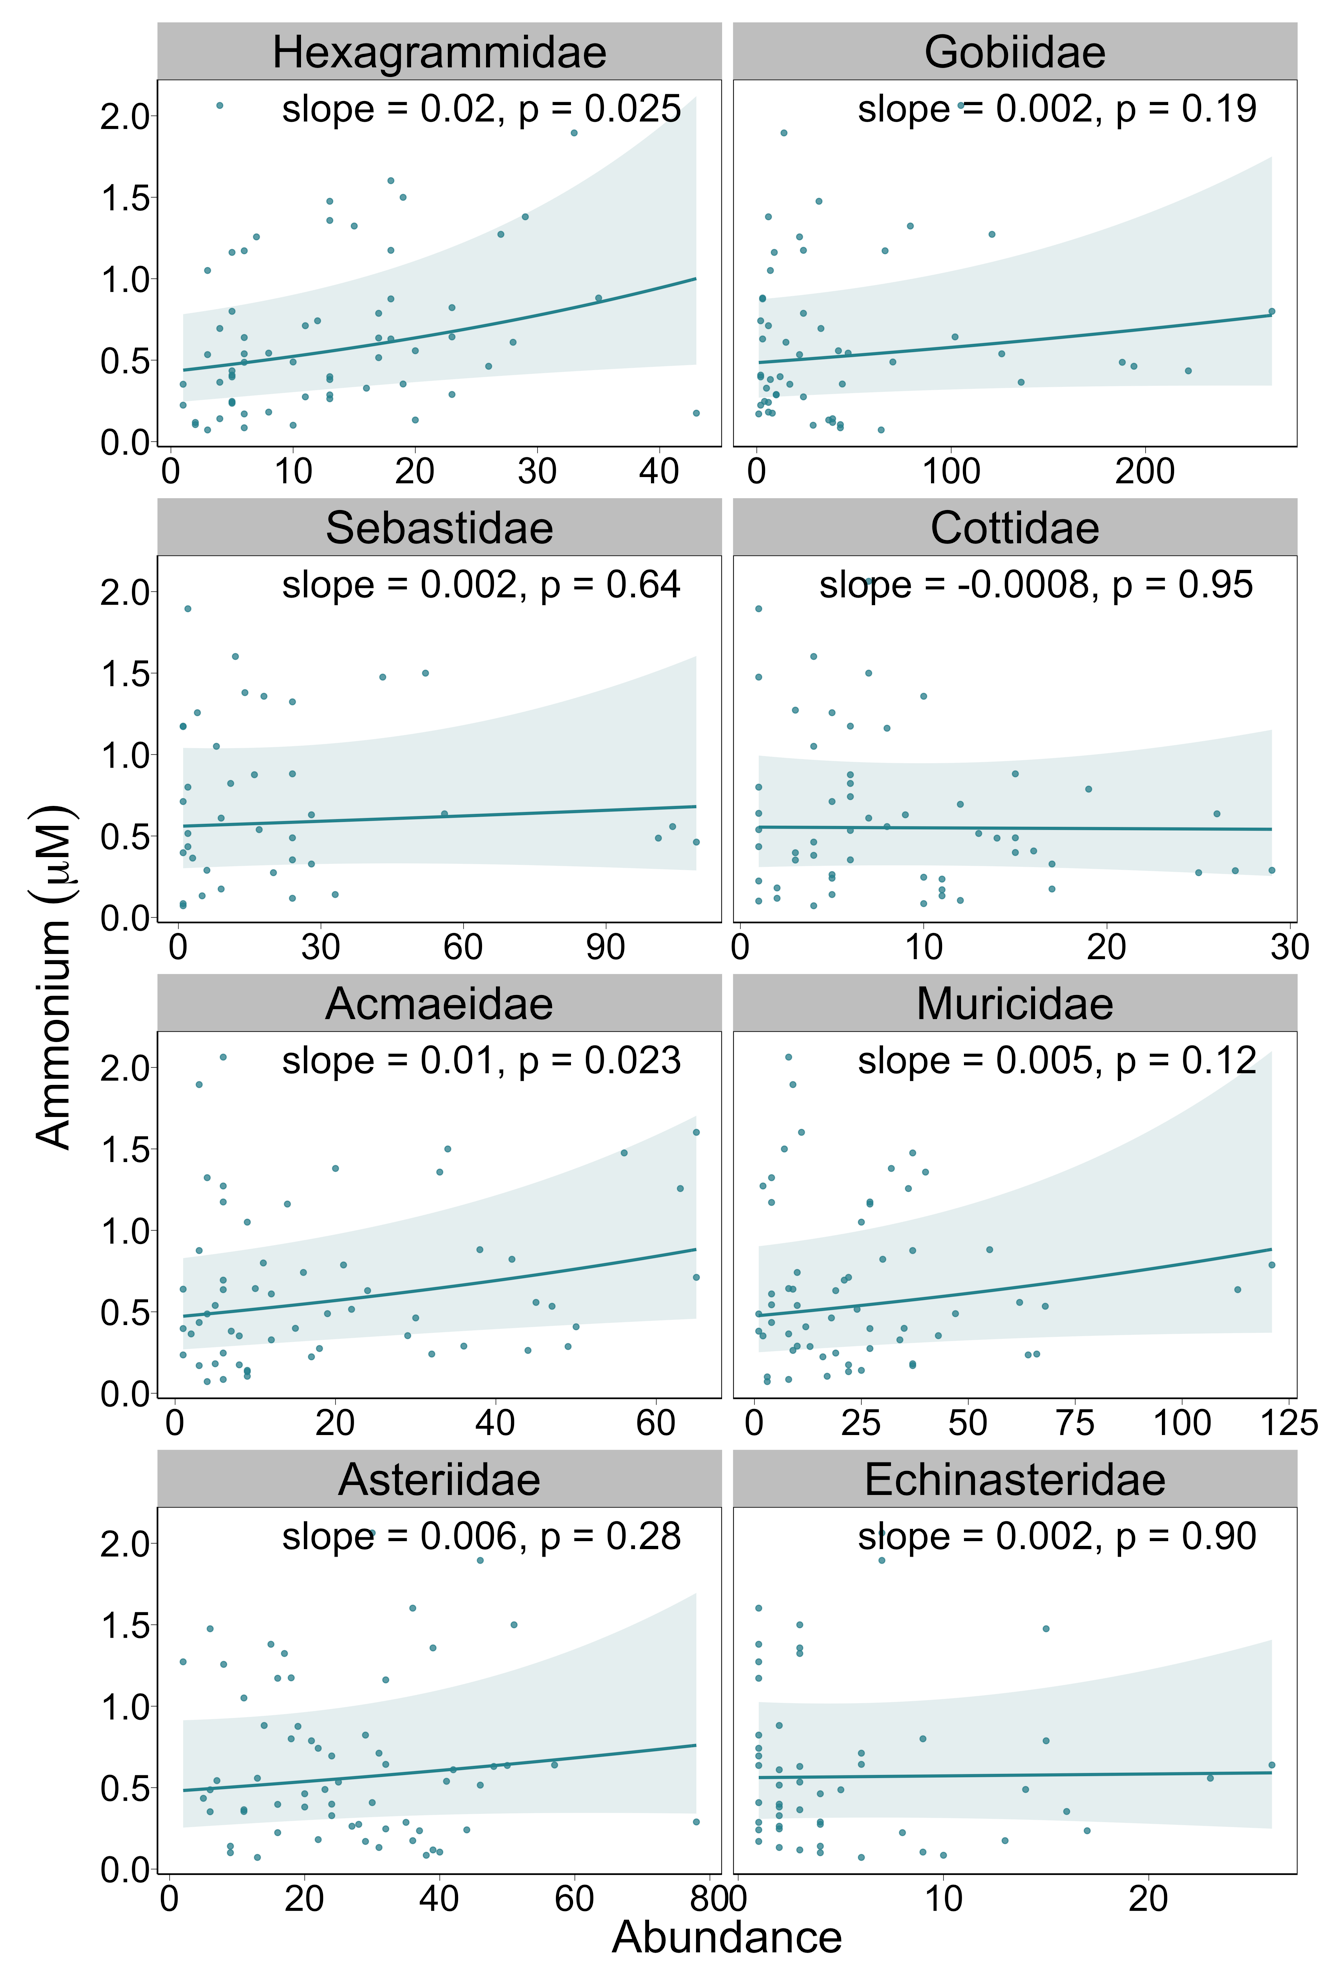 Hexagrammidae Gobiidae
slope = 0.02, p = 0.025 slope = 0.002, p = 0.19
2.0
1.5
1.0
0.5
0.0
0 10 20 30 40 0 100 200
Sebastidae Cottidae
slope = 0.002, p = 0.64 slope = -0.0008, p = 0.95
2.0
1.5
1.0
0.5
0.0
0 30 60 90 0 10 20 30
Ammonium (μM)
Acmaeidae Muricidae
slope = 0.01, p = 0.023 slope = 0.005, p = 0.12
2.0
1.5
1.0
0.5
0.0
0 20 40 60 0 25 50 75 100 125
Asteriidae Echinasteridae
slope = 0.006, p = 0.28 slope = 0.002, p = 0.90
2.0
1.5
1.0
0.5
0.0
0 20 40 60 80 0 10 20
Abundance